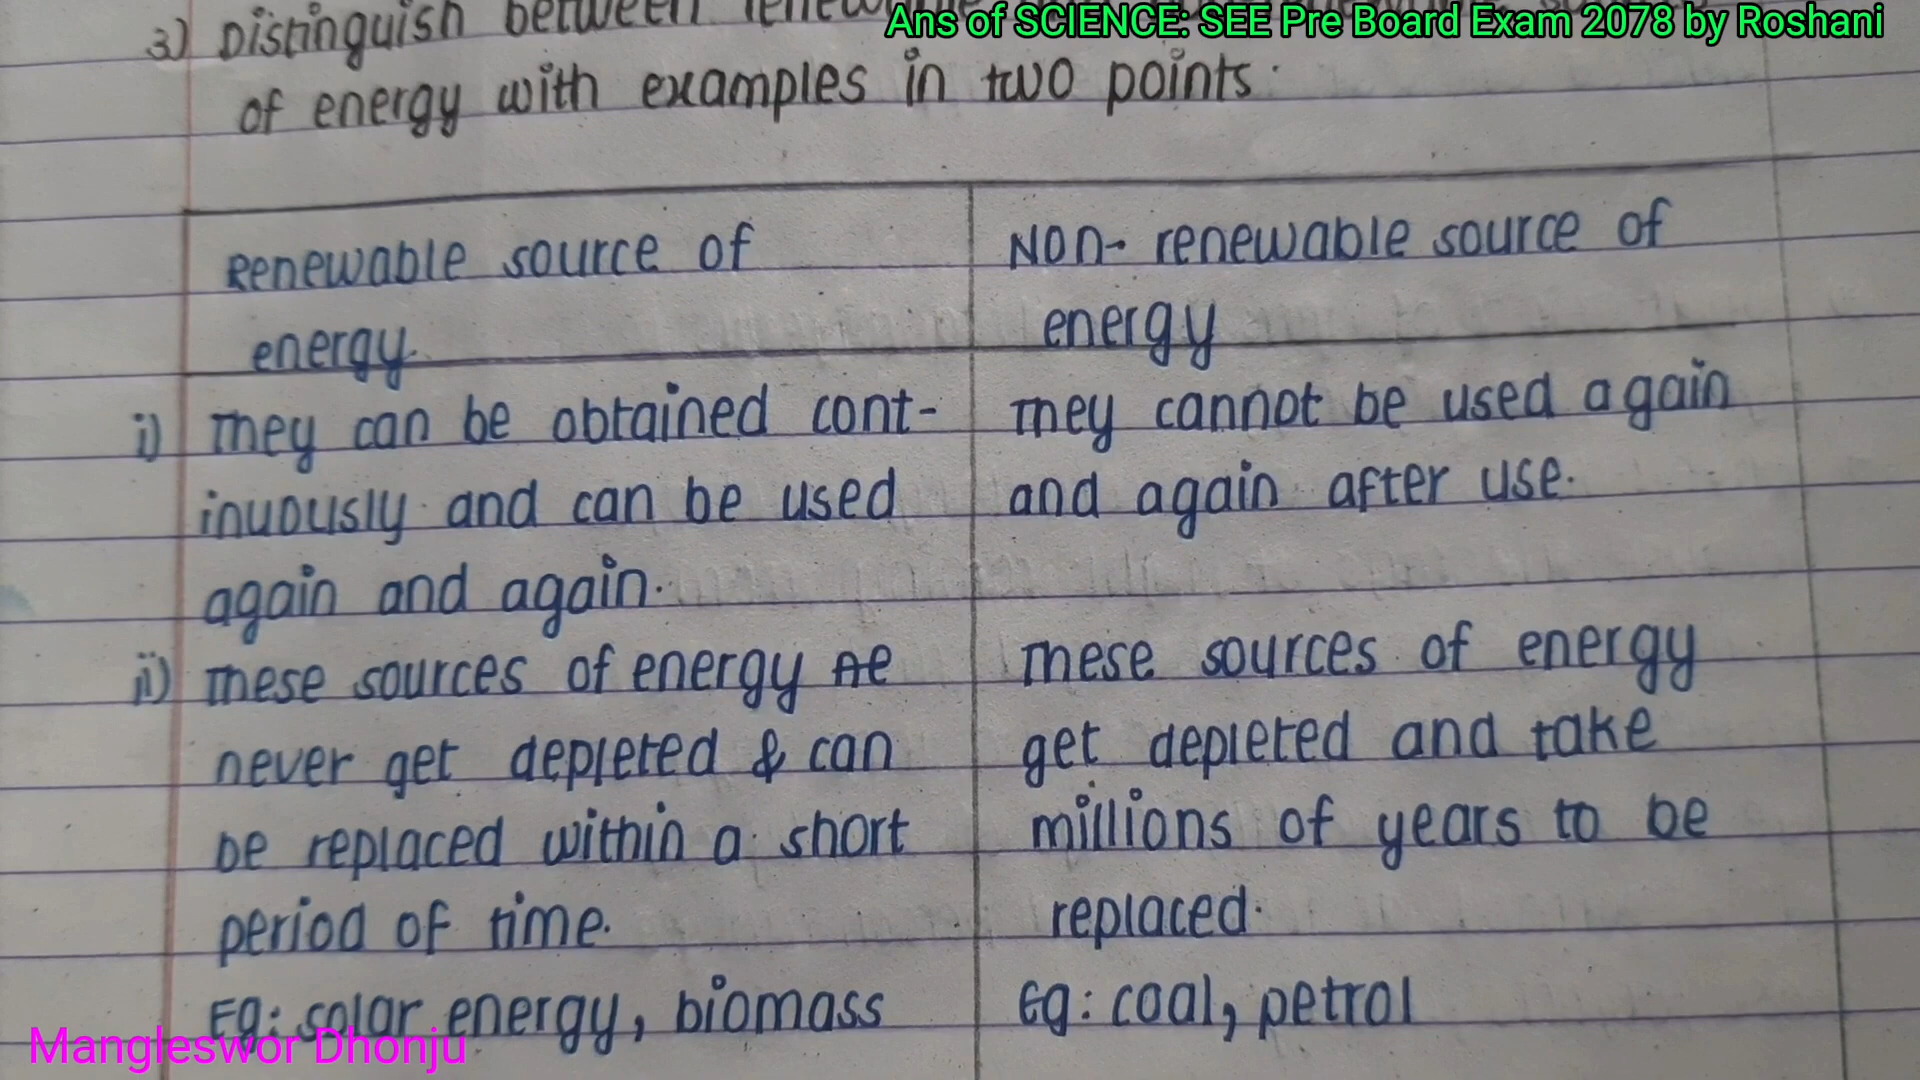 3) Distinguish between
Ans of SCIENCE: SEE Pre Board Exam 2078 by Roshani
of energy with examples in two points.
Renewable source of energy.
Non-renewable source of energy
i) They can be obtained cont-
inuously and can be used
again and again.
They cannot be used again
and again after use.
ii) These sources of energy
never get depleted & can
be replaced within a short
period of time.
Eg: solar energy, biomass
These sources of energy
get depleted and take
millions of years to be
replaced.
Eg: coal, petrol
Mangleswor Dhonju